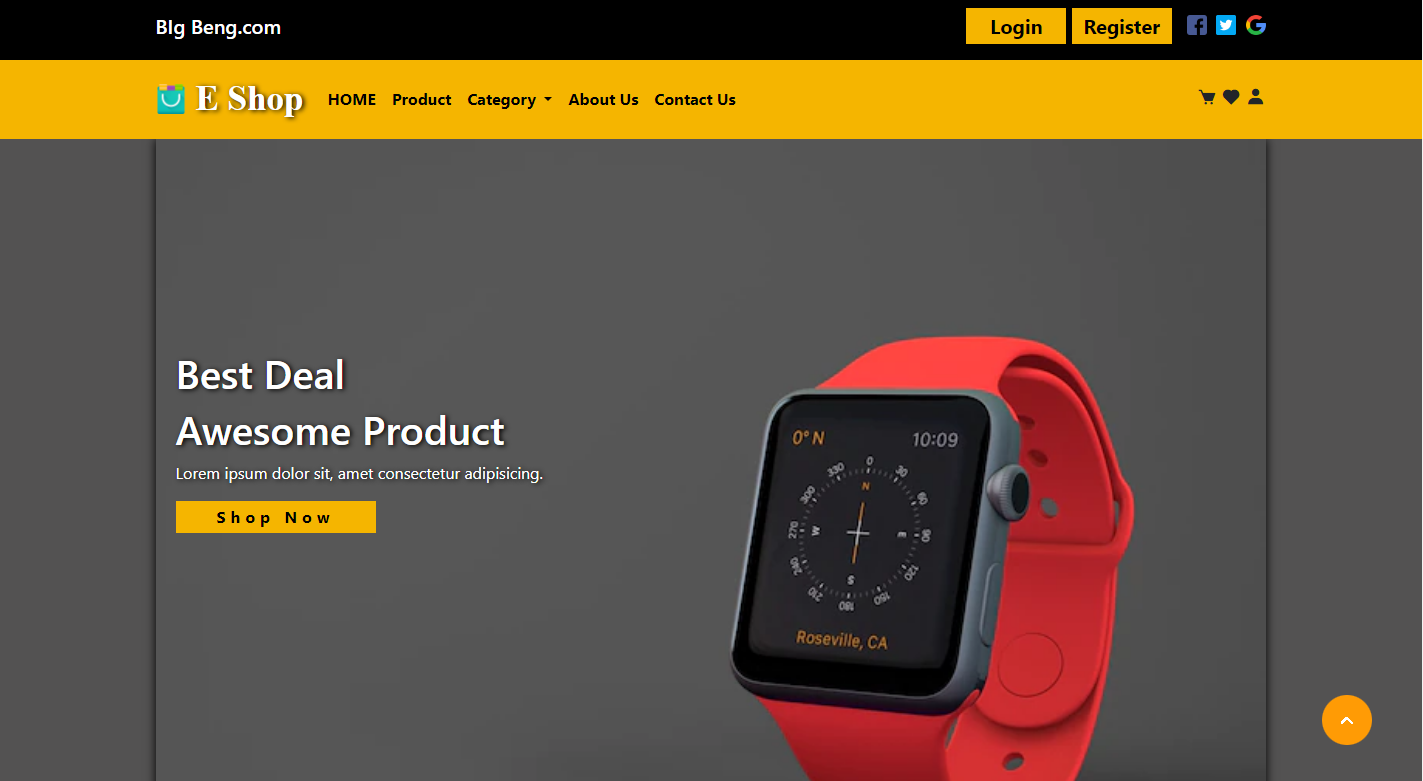 BIg Beng.com
Login Register
E Shop HOME Product Category About Us Contact Us
Best Deal
Awesome Product
Lorem ipsum dolor sit, amet consectetur adipisicing.
Shop Now
0° N 10:09
0 30 60 90 120 150 180 210 240 270 300 330
N E S W
Roseville, CA